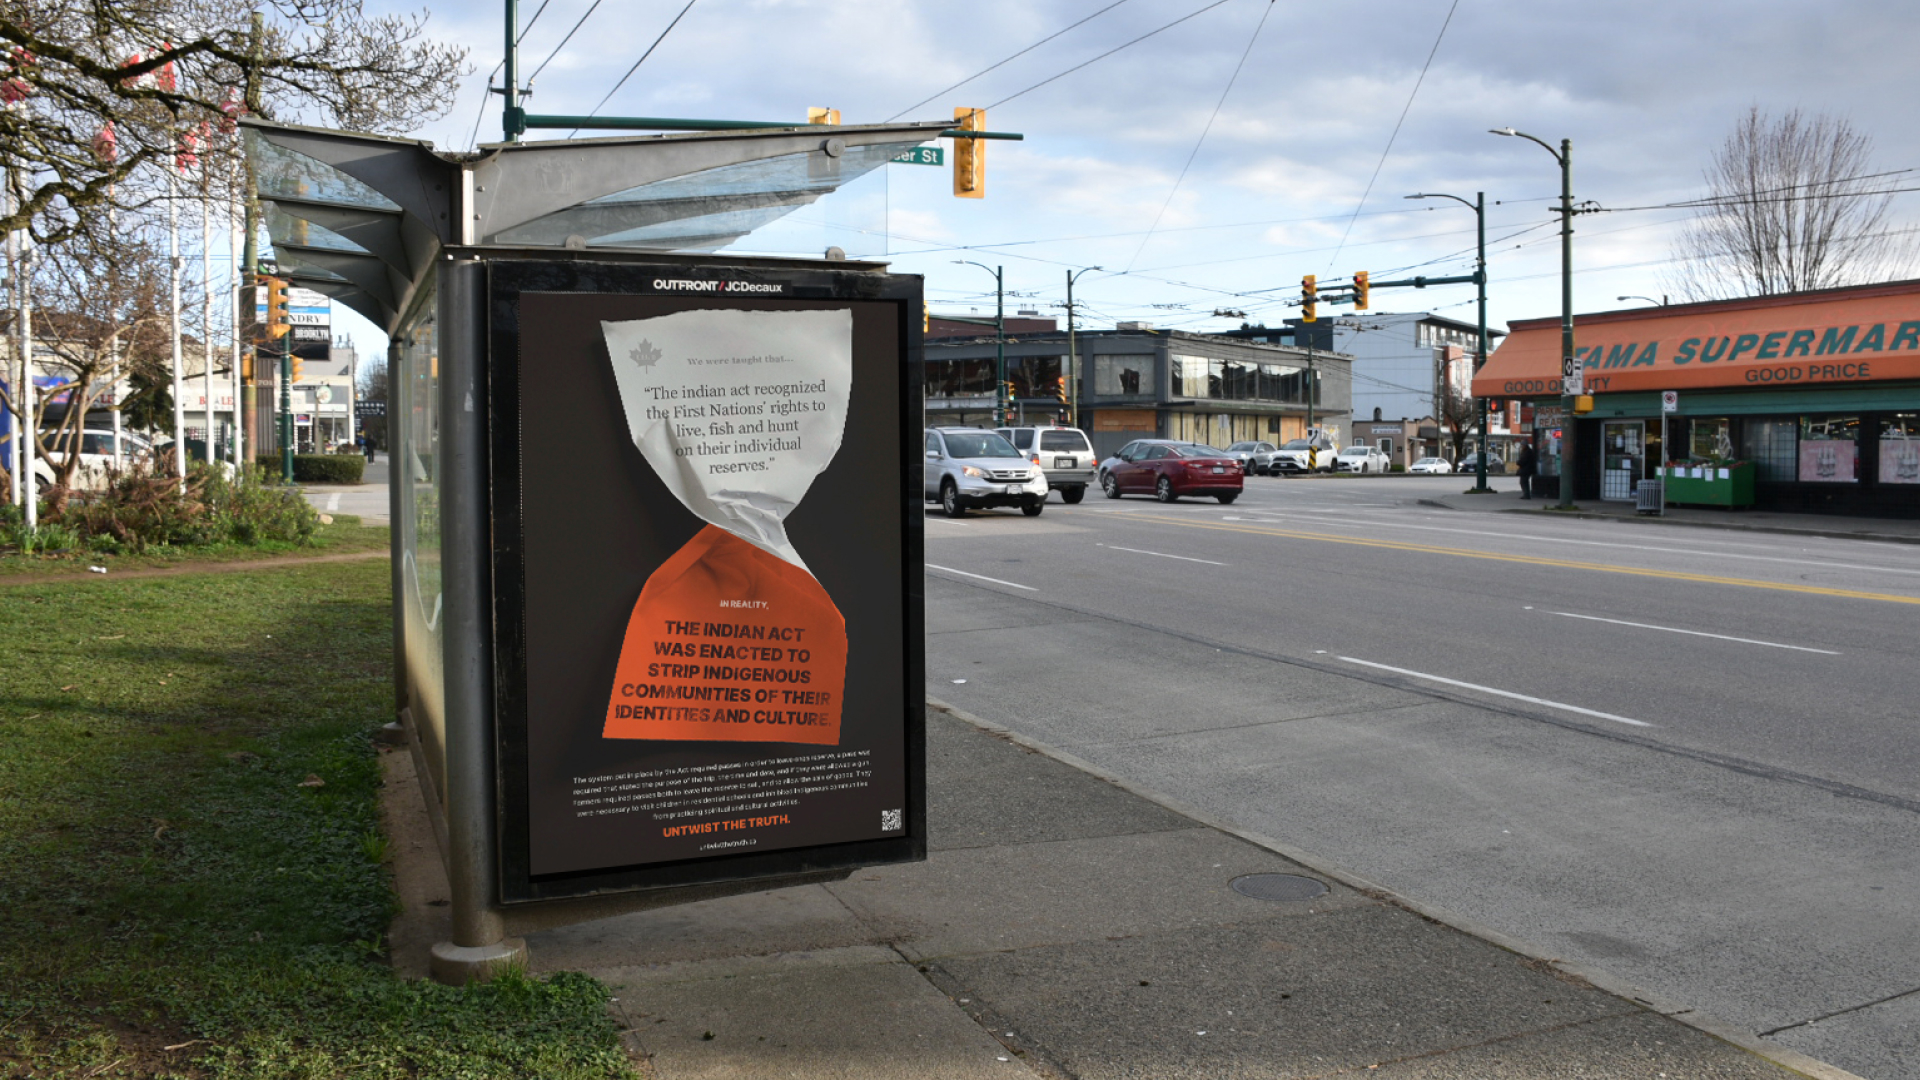 er St
OUTFRONT/JCDecaux
We were taught that...
“The indian act recognized
the First Nations’ rights to
live, fish and hunt
on their individual
reserves.”
IN REALITY,
THE INDIAN ACT
WAS ENACTED TO
STRIP INDIGENOUS
COMMUNITIES OF THEIR
IDENTITIES AND CULTURE.
The system put in place by the Act required passes in order to leave ones reserve, a pass was
required that stated the purpose of the trip, the time and date, and if they were allowed a gun.
Farmers required passes both to leave the reserve to sell, and to allow the sale of goods. They
were necessary to visit children in residential schools and inhibited Indigenous communities
from practicing spiritual and cultural activities.
UNTWIST THE TRUTH.
untwistthetruth.ca
NDRY
BROOKLYN
TAMA SUPERMAR
GOOD QUALITY
GOOD PRICE